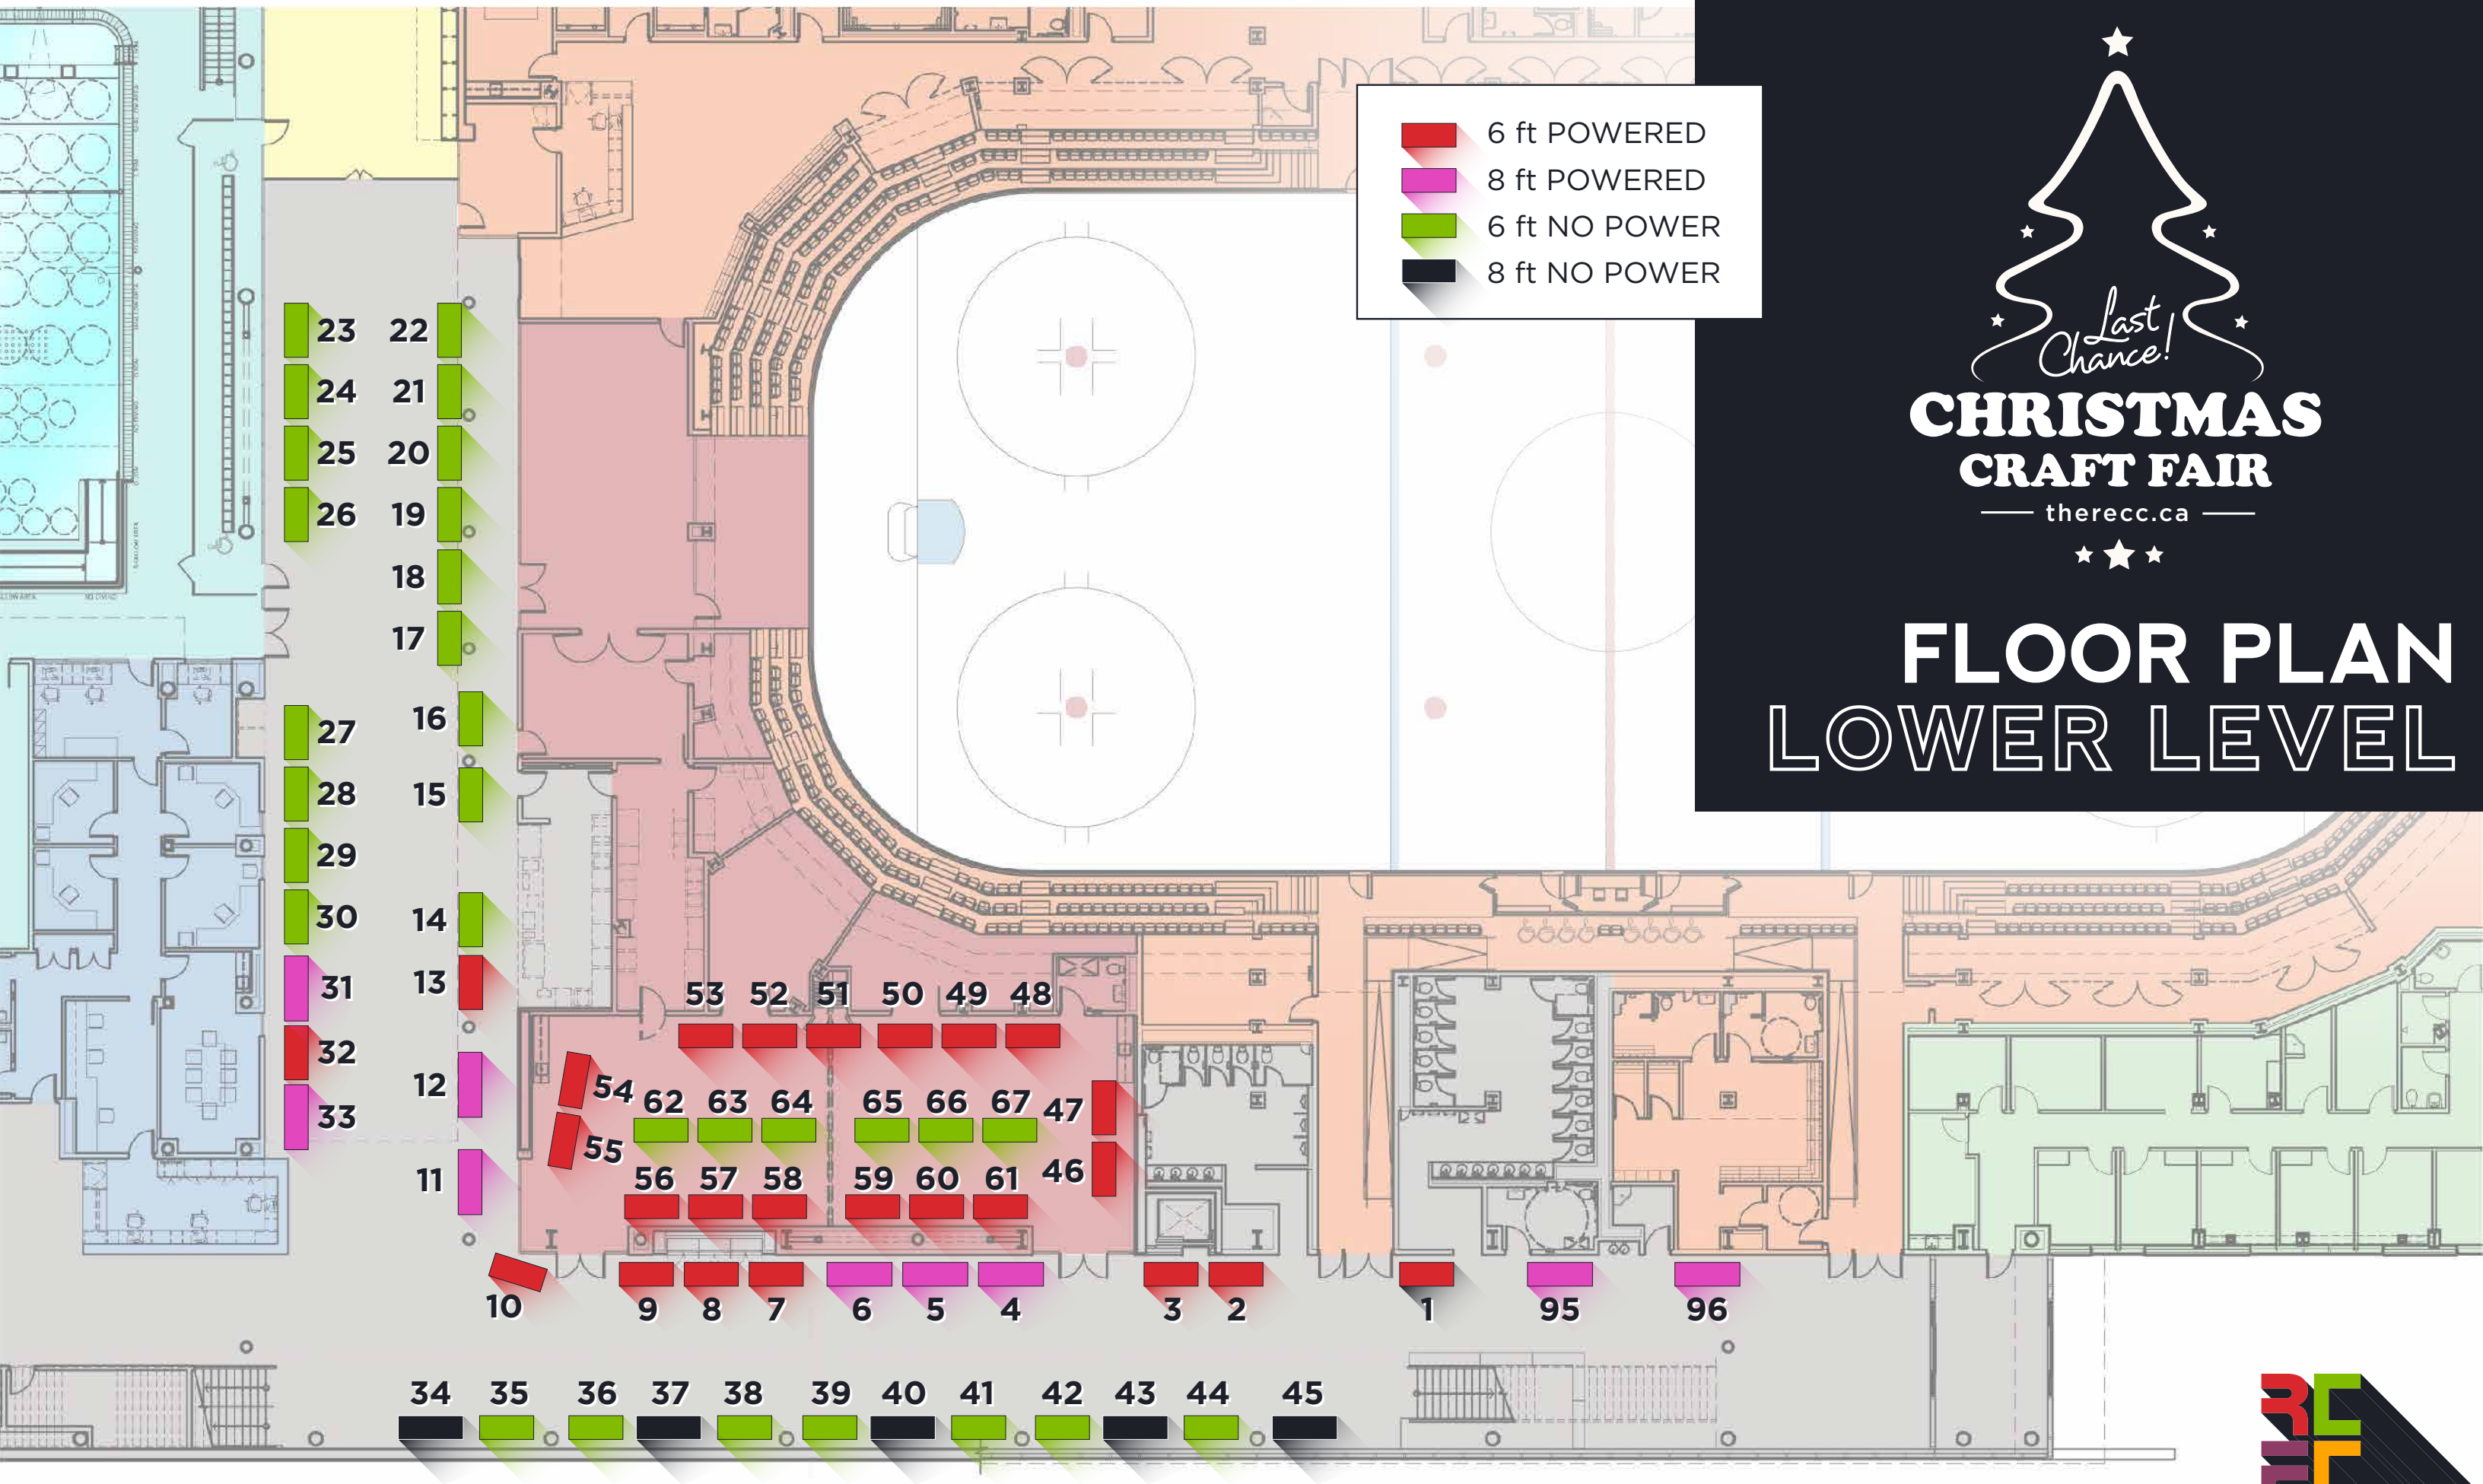 6 ft POWERED
8 ft POWERED
6 ft NO POWER
8 ft NO POWER
Last
Chance!
CHRISTMAS
CRAFT FAIR
therecc.ca
FLOOR PLAN
LOWER LEVEL
23 22
24 21
25 20
26 19
18
17
27 16
28 15
29
30 14
31 13
32 12
33 11
53 52 51 50 49 48
54 62 63 64 65 66 67 47
55 56 57 58 59 60 61 46
10 9 8 7 6 5 4 3 2 1 95 96
34 35 36 37 38 39 40 41 42 43 44 45
REC